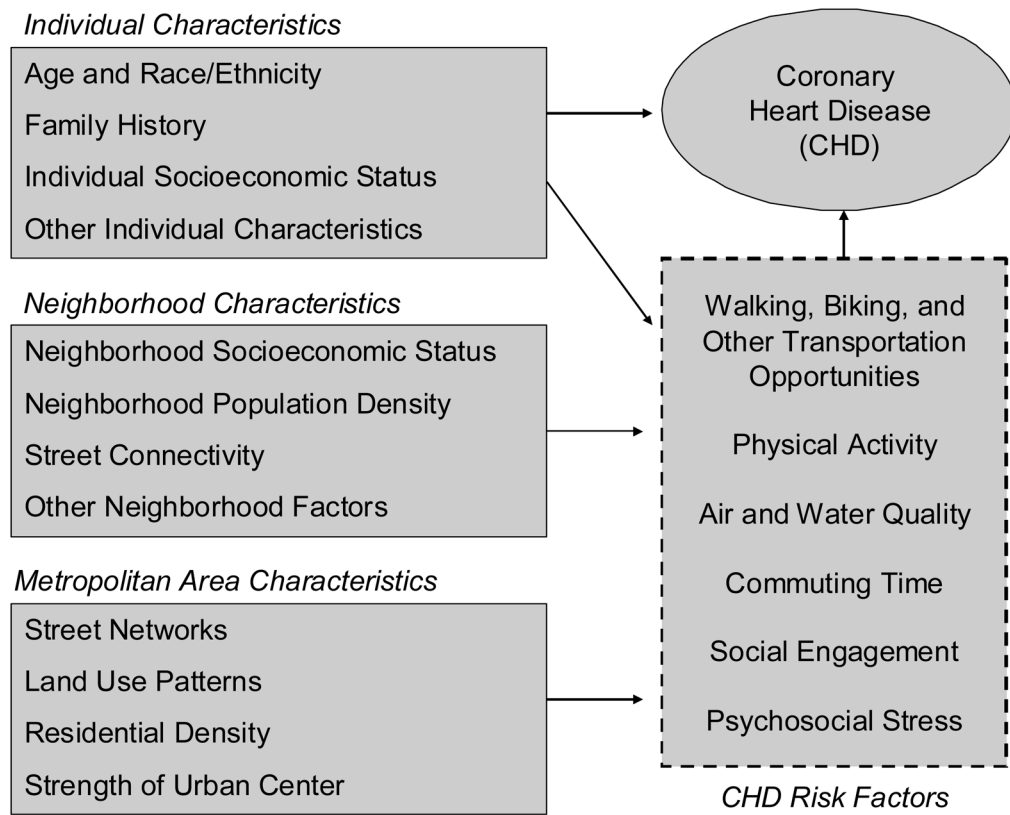 Individual Characteristics
Age and Race/Ethnicity
Family History
Individual Socioeconomic Status
Other Individual Characteristics
Coronary
Heart Disease
(CHD)
Neighborhood Characteristics
Neighborhood Socioeconomic Status
Neighborhood Population Density
Street Connectivity
Other Neighborhood Factors
Metropolitan Area Characteristics
Street Networks
Land Use Patterns
Residential Density
Strength of Urban Center
Walking, Biking, and
Other Transportation
Opportunities
Physical Activity
Air and Water Quality
Commuting Time
Social Engagement
Psychosocial Stress
CHD Risk Factors